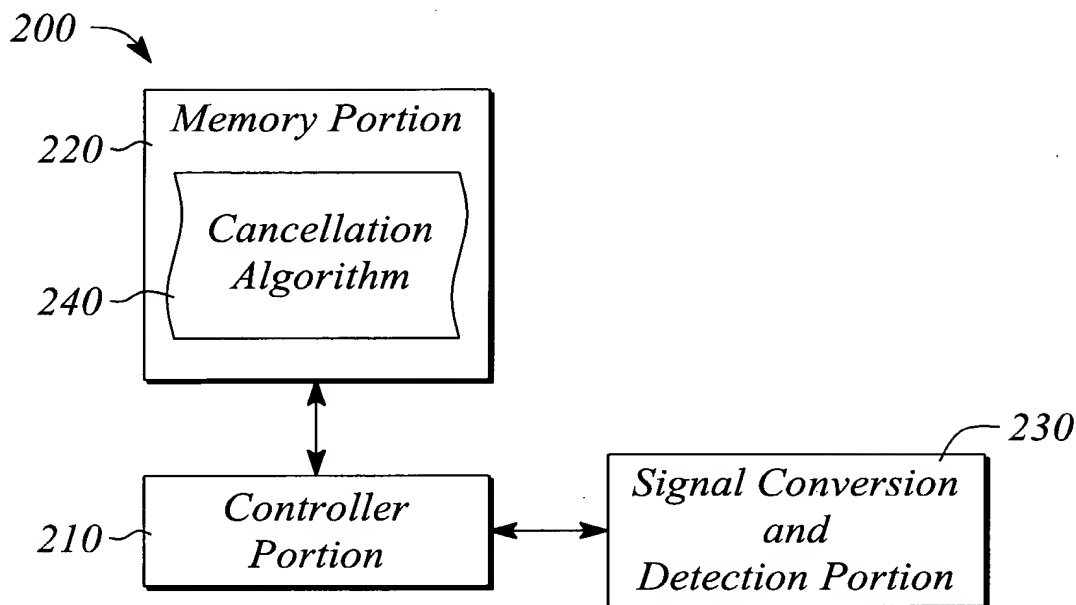 200
Memory Portion
220
Cancellation
Algorithm
240
230
Signal Conversion
and
Detection Portion
Controller
Portion
210